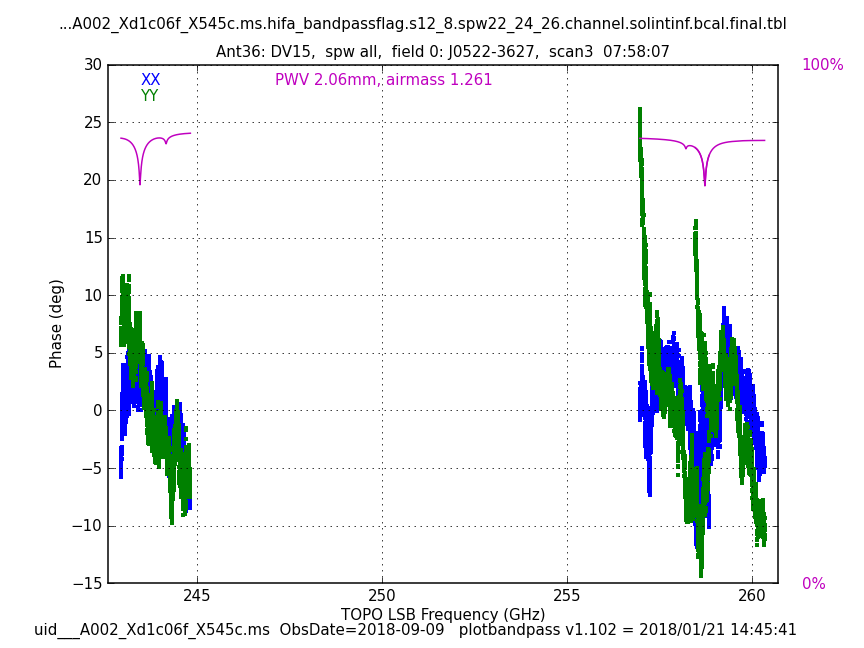 ...A002_Xd1c06f_X545c.ms.hifa_bandpassflag.s12_8.spw22_24_26.channel.solintinf.bcal.final.tbl
Ant36: DV15,  spw all,  field 0: J0522-3627,  scan3  07:58:07
XX
YY
PWV 2.06mm, airmass 1.261
100%
0%
30
25
20
15
10
5
0
−5
−10
−15
Phase (deg)
245
250
255
260
TOPO LSB Frequency (GHz)
uid___A002_Xd1c06f_X545c.ms  ObsDate=2018-09-09   plotbandpass v1.102 = 2018/01/21 14:45:41